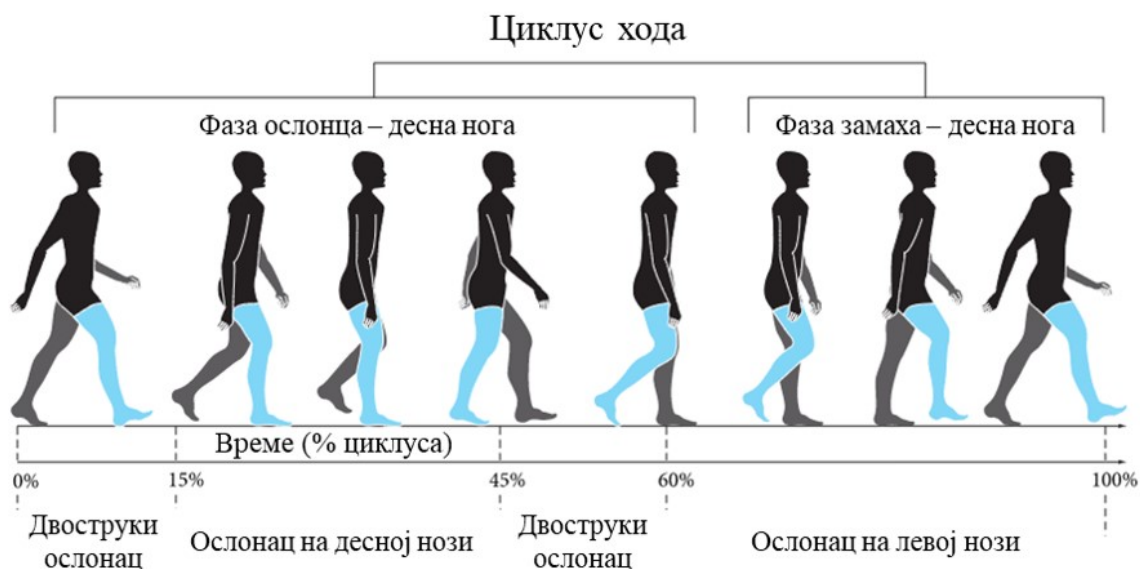 Циклус хода
Фаза ослонца – десна нога
Фаза замаха – десна нога
Време (% циклуса)
0%
15%
45%
60%
100%
Двоструки
ослонац
Ослонац на десној нози
Двоструки
ослонац
Ослонац на левој нози